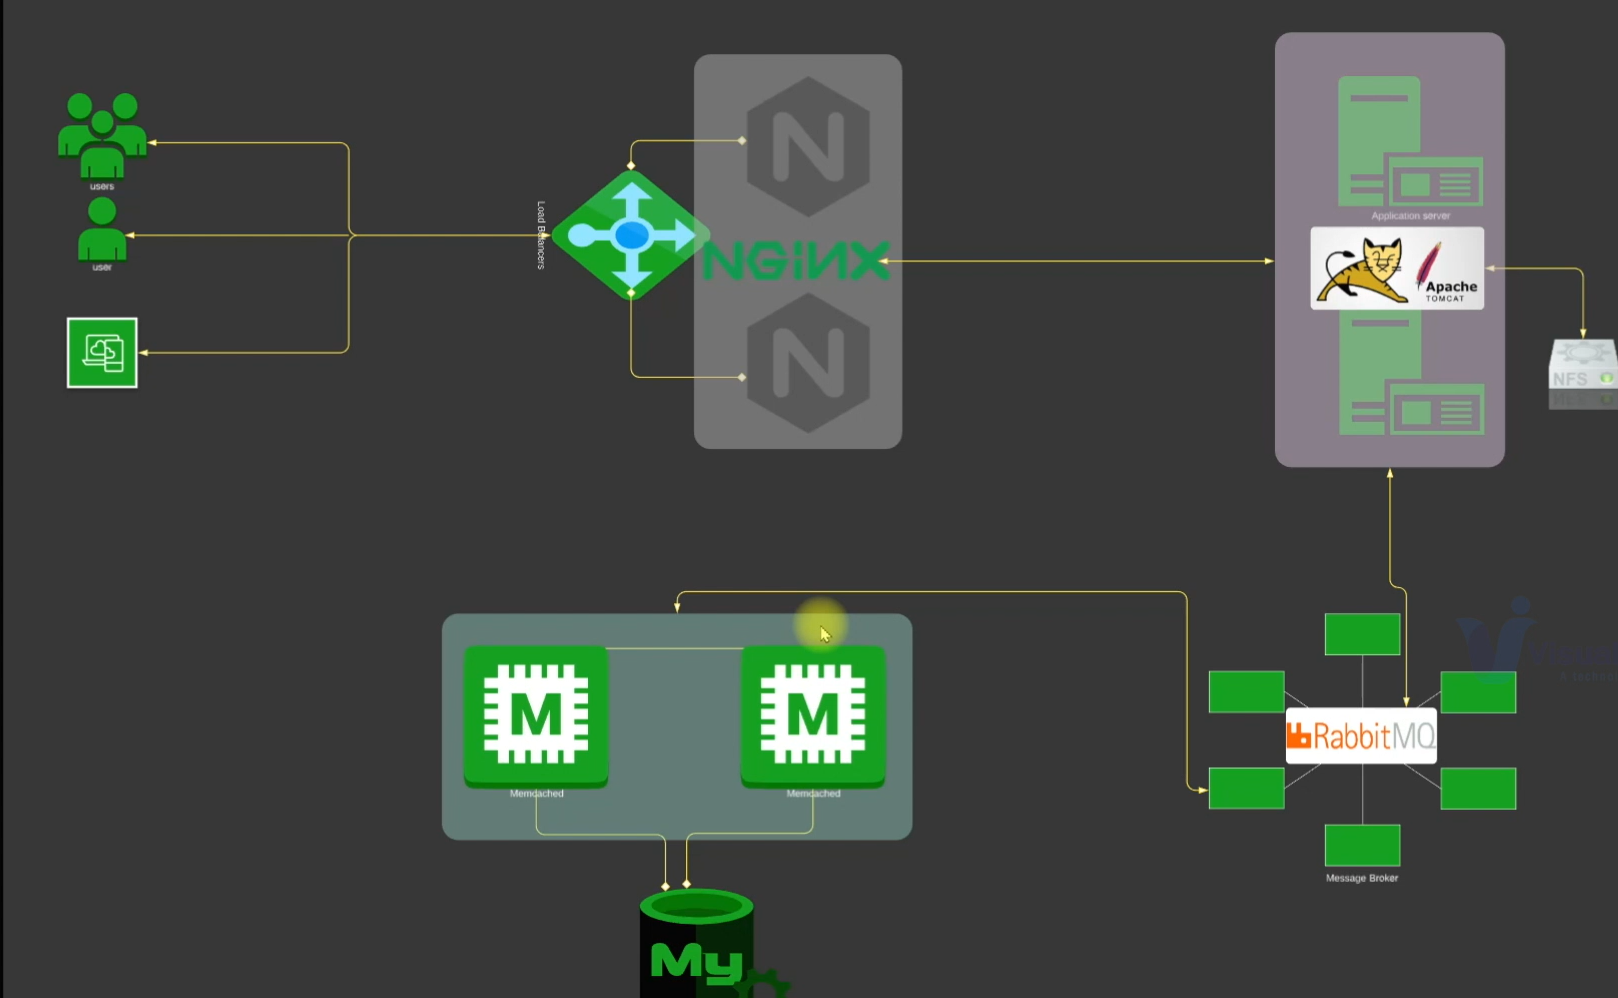 users
user
Load Balancers
N
NGiNX
N
Application server
Apache
TOMCAT
NFS
M
Memcached
M
Memcached
RabbitMQ
Message Broker
My